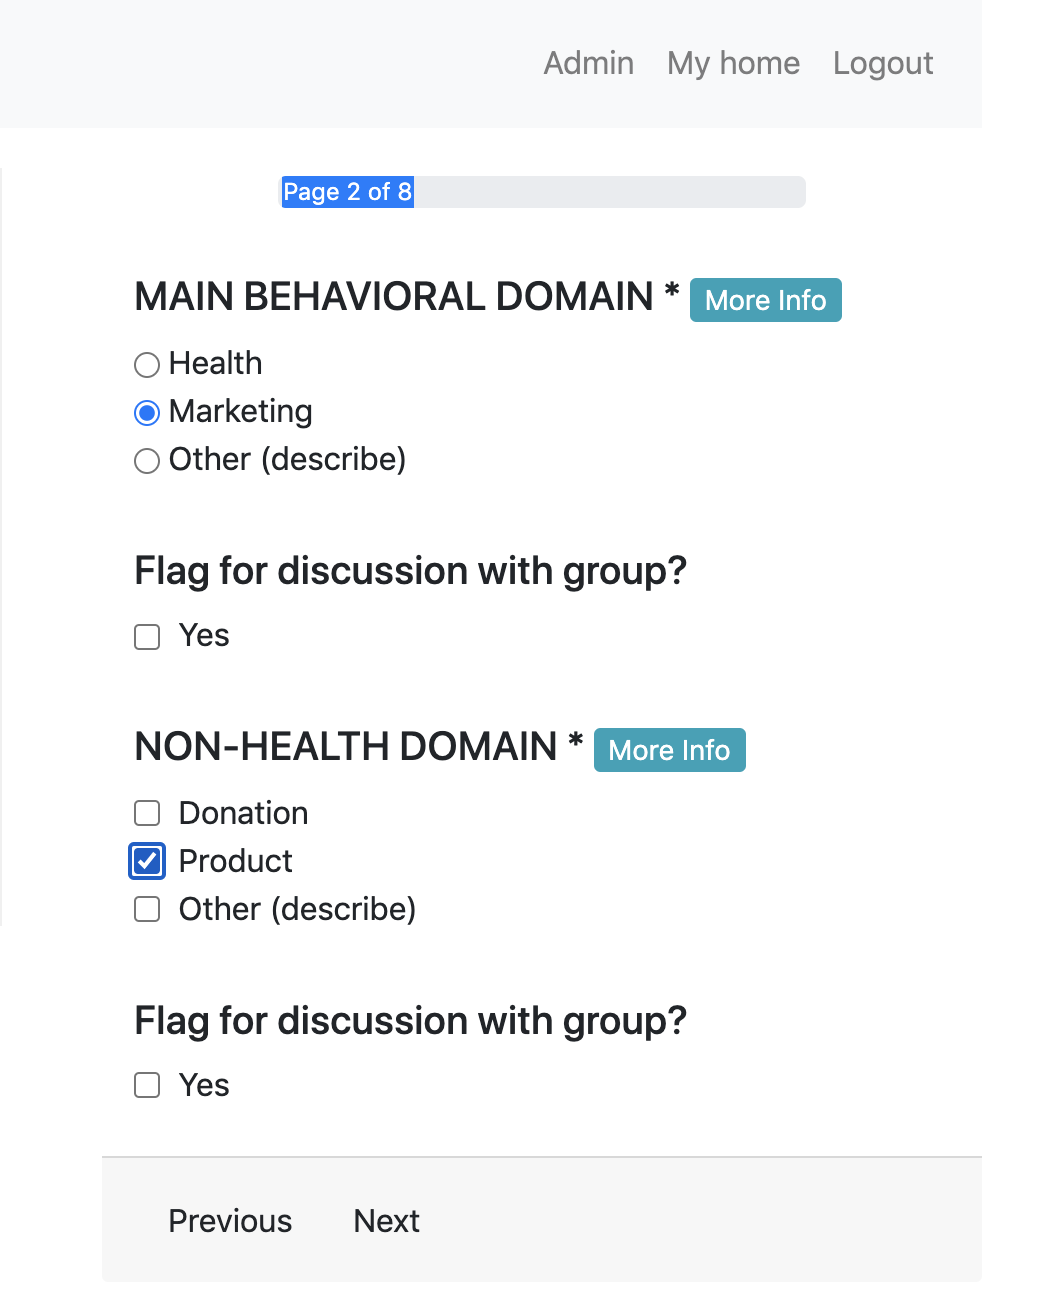 Admin My home Logout
Page 2 of 8
MAIN BEHAVIORAL DOMAIN * More Info
Health
Marketing
Other (describe)
Flag for discussion with group?
Yes
NON-HEALTH DOMAIN * More Info
Donation
Product
Other (describe)
Flag for discussion with group?
Yes
Previous Next